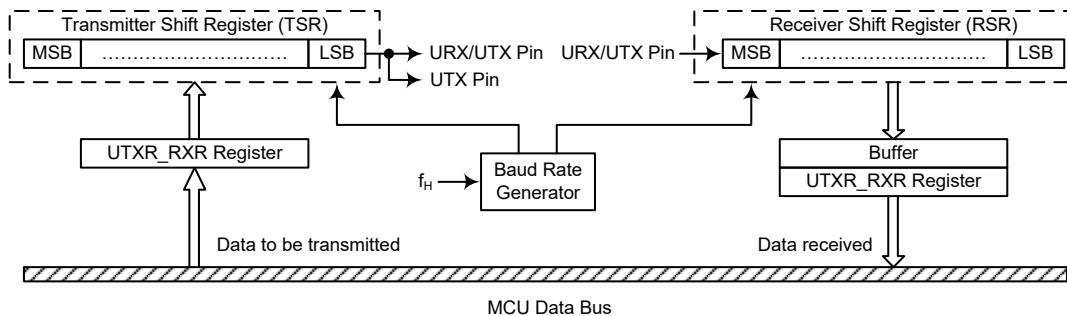 Transmitter Shift Register (TSR)
MSB …………………………. LSB
URX/UTX Pin
UTX Pin
UTXR_RXR Register
Data to be transmitted
fH
Baud Rate
Generator
Receiver Shift Register (RSR)
URX/UTX Pin
MSB …………………………. LSB
Buffer
UTXR_RXR Register
Data received
MCU Data Bus